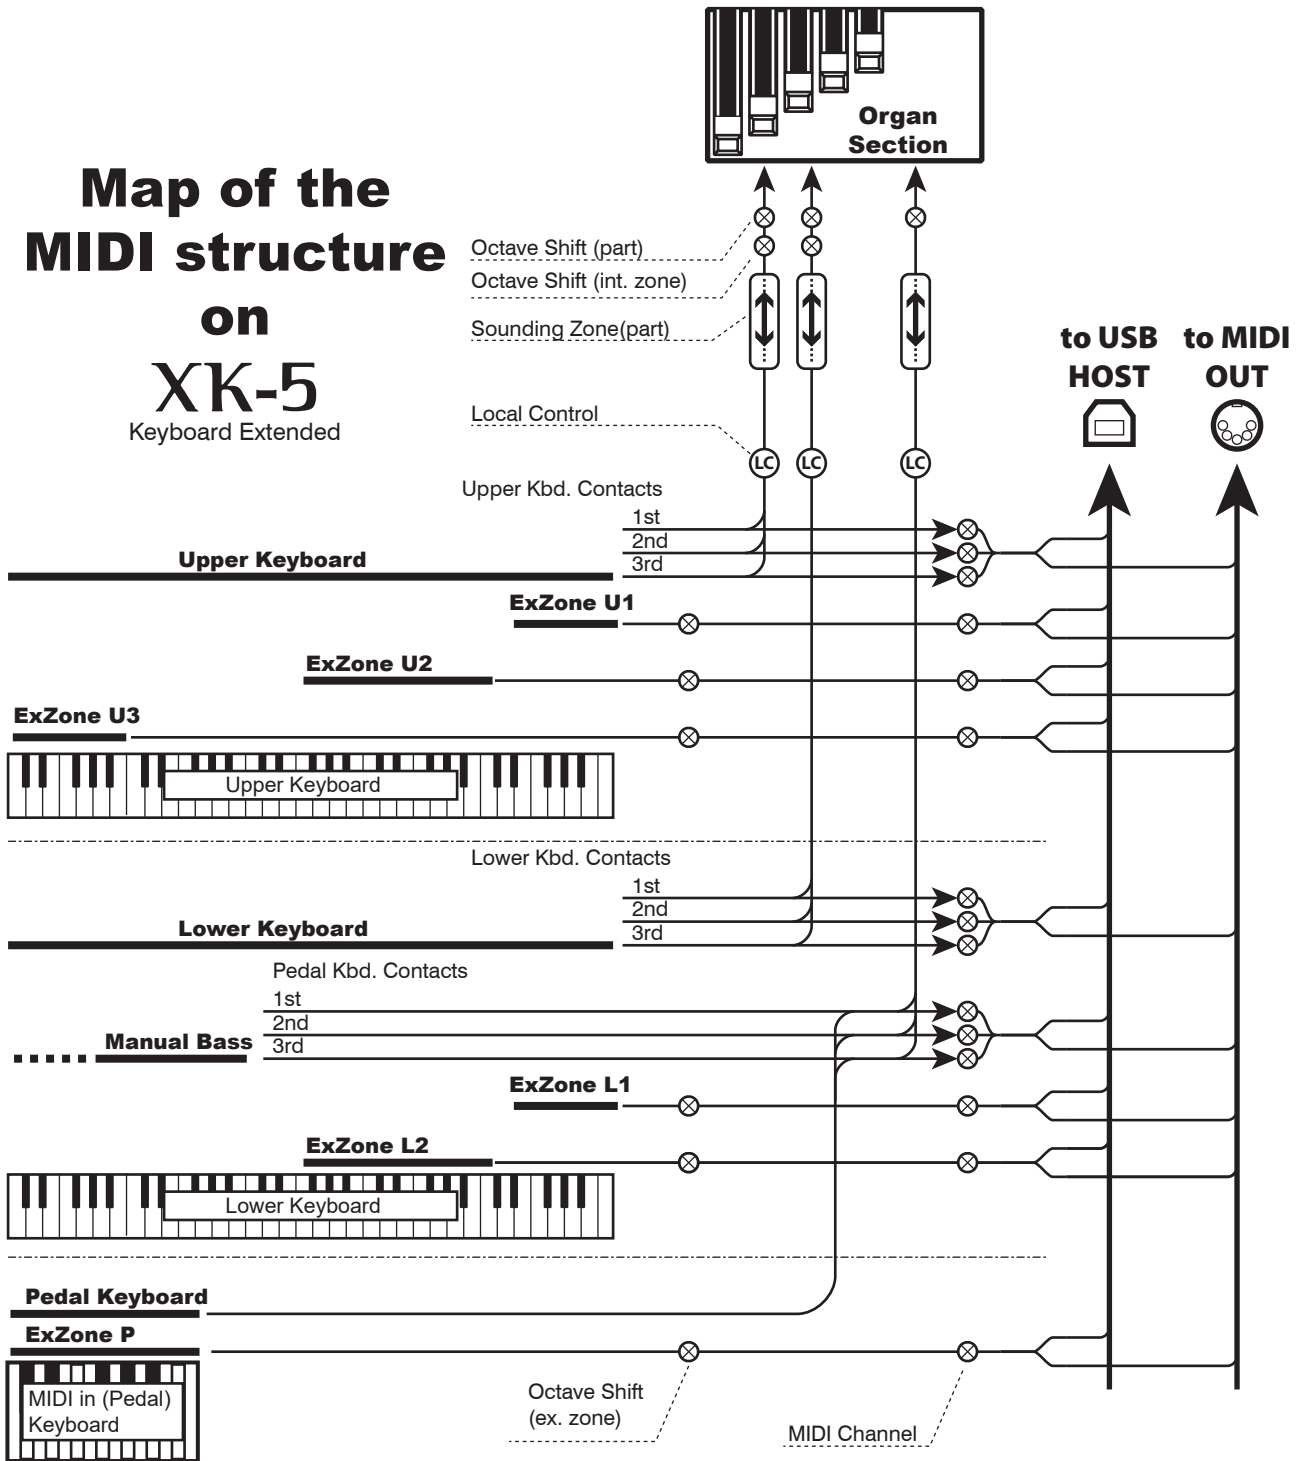 Organ
Section
Map of the
MIDI structure
on
XK-5
Keyboard Extended
Octave Shift (part)
Octave Shift (int. zone)
Sounding Zone(part)
to USB
HOST
to MIDI
OUT
Local Control
LC
LC
LC
Upper Kbd. Contacts
1st
2nd
3rd
Upper Keyboard
ExZone U1
ExZone U2
ExZone U3
Upper Keyboard
Lower Kbd. Contacts
1st
2nd
3rd
Lower Keyboard
Pedal Kbd. Contacts
1st
2nd
3rd
Manual Bass
ExZone L1
ExZone L2
Lower Keyboard
Pedal Keyboard
ExZone P
MIDI in (Pedal)
Keyboard
Octave Shift
(ex. zone)
MIDI Channel